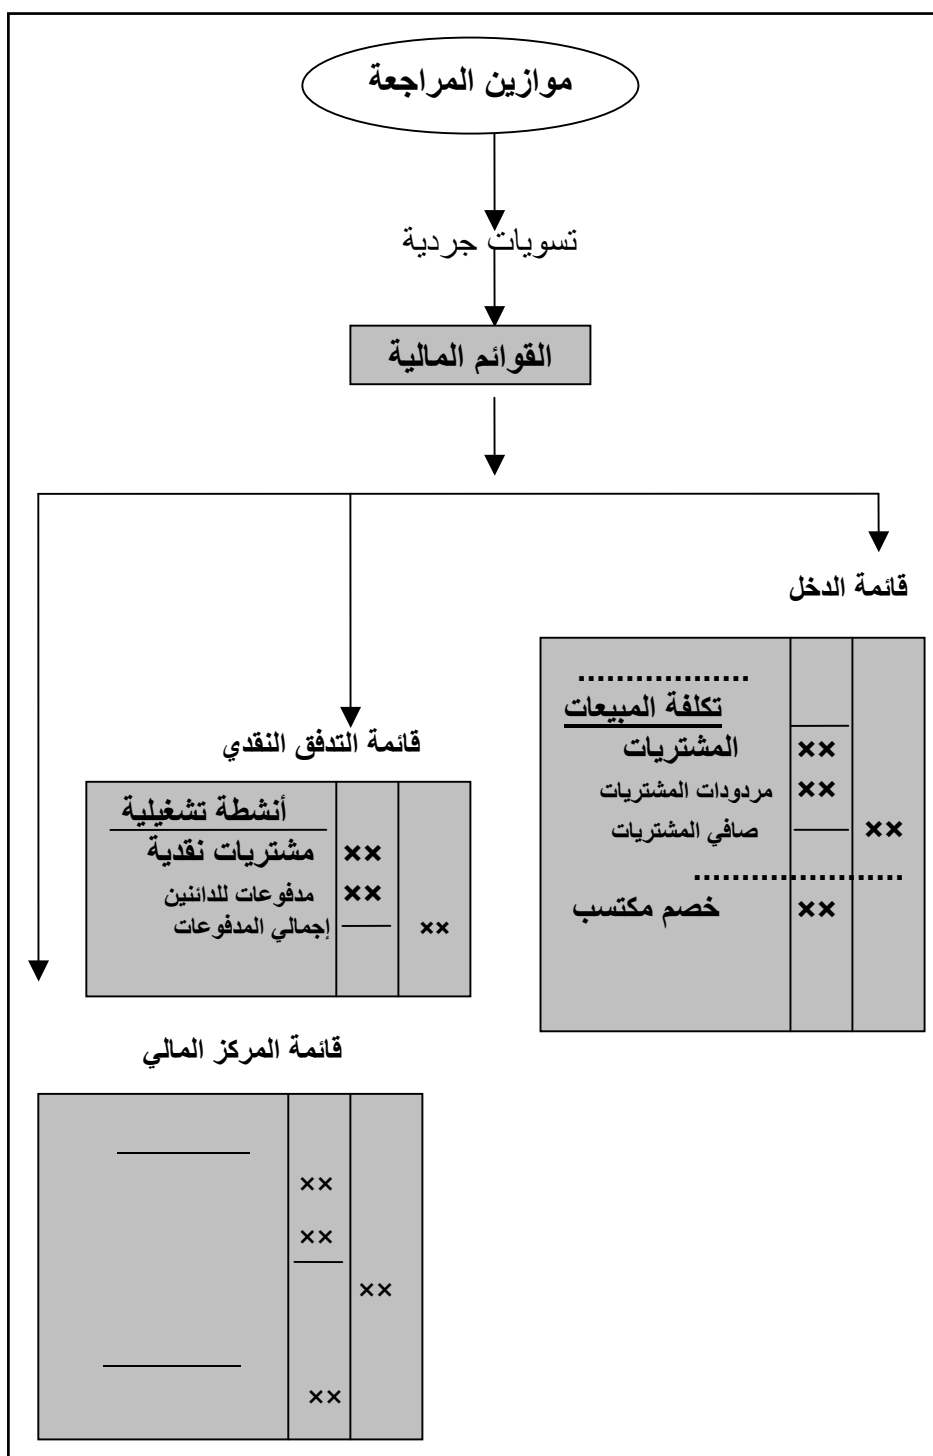 موازين المراجعة
تسويات جردية
القوائم المالية
قائمة الدخل
..................
تكلفة المبيعات
المشتريات ××
مردودات المشتريات ××
صافي المشتريات ××
......................
خصم مكتسب ××
قائمة التدفق النقدي
أنشطة تشغيلية
مشتريات نقدية ××
مدفوعات للدائنين ××
إجمالي المدفوعات ××
قائمة المركز المالي
××
××
××
××